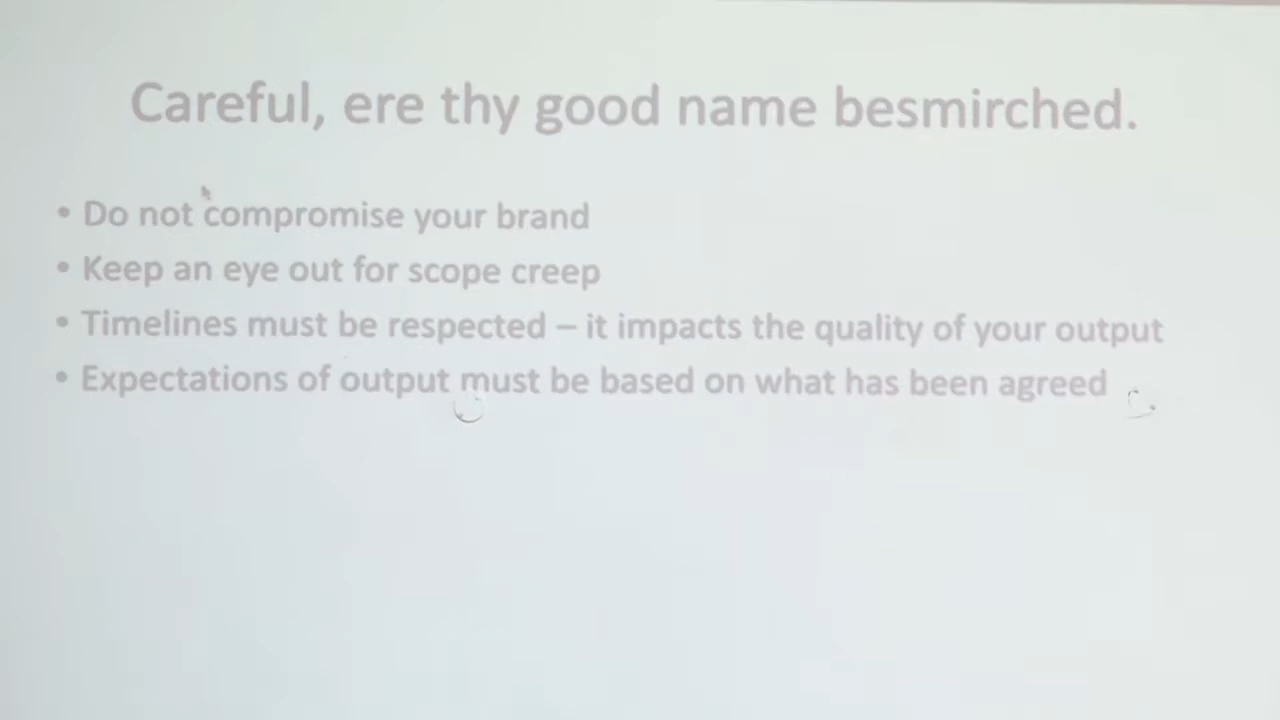 Careful, ere thy good name besmirched.
• Do not compromise your brand
• Keep an eye out for scope creep
• Timelines must be respected – it impacts the quality of your output
• Expectations of output must be based on what has been agreed